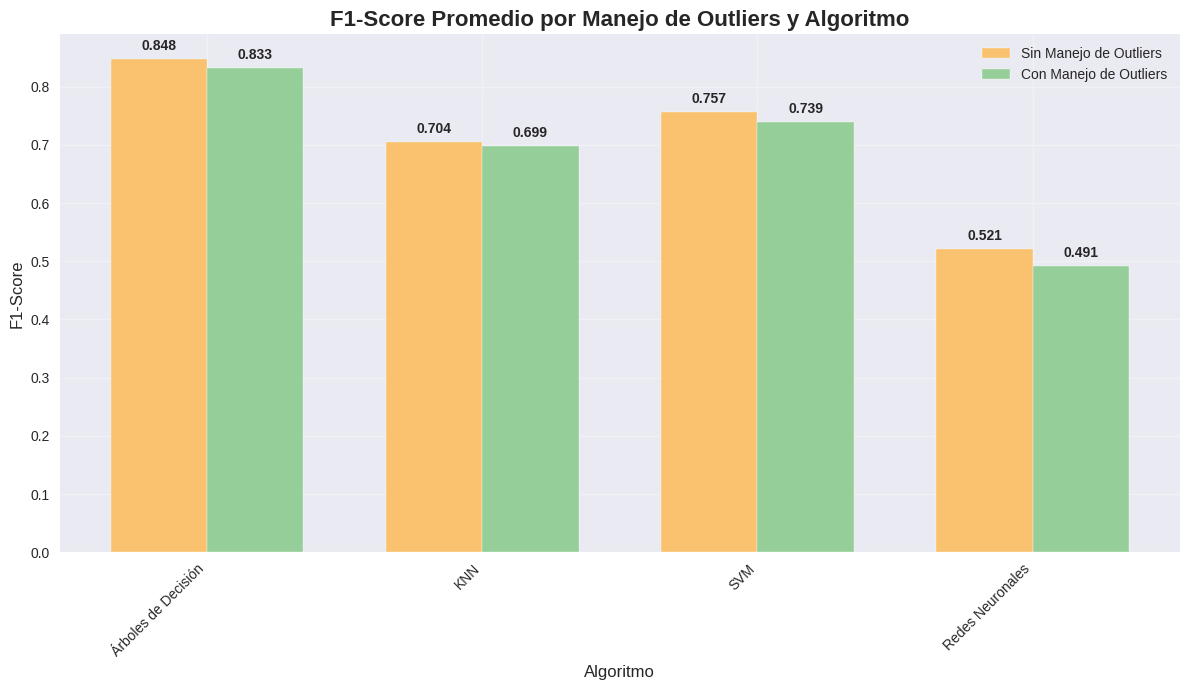 F1-Score Promedio por Manejo de Outliers y Algoritmo
Sin Manejo de Outliers
Con Manejo de Outliers
0.848
0.833
0.704
0.699
0.757
0.739
0.521
0.491
F1-Score
0.8
0.7
0.6
0.5
0.4
0.3
0.2
0.1
0.0
Árboles de Decisión
KNN
SVM
Redes Neuronales
Algoritmo